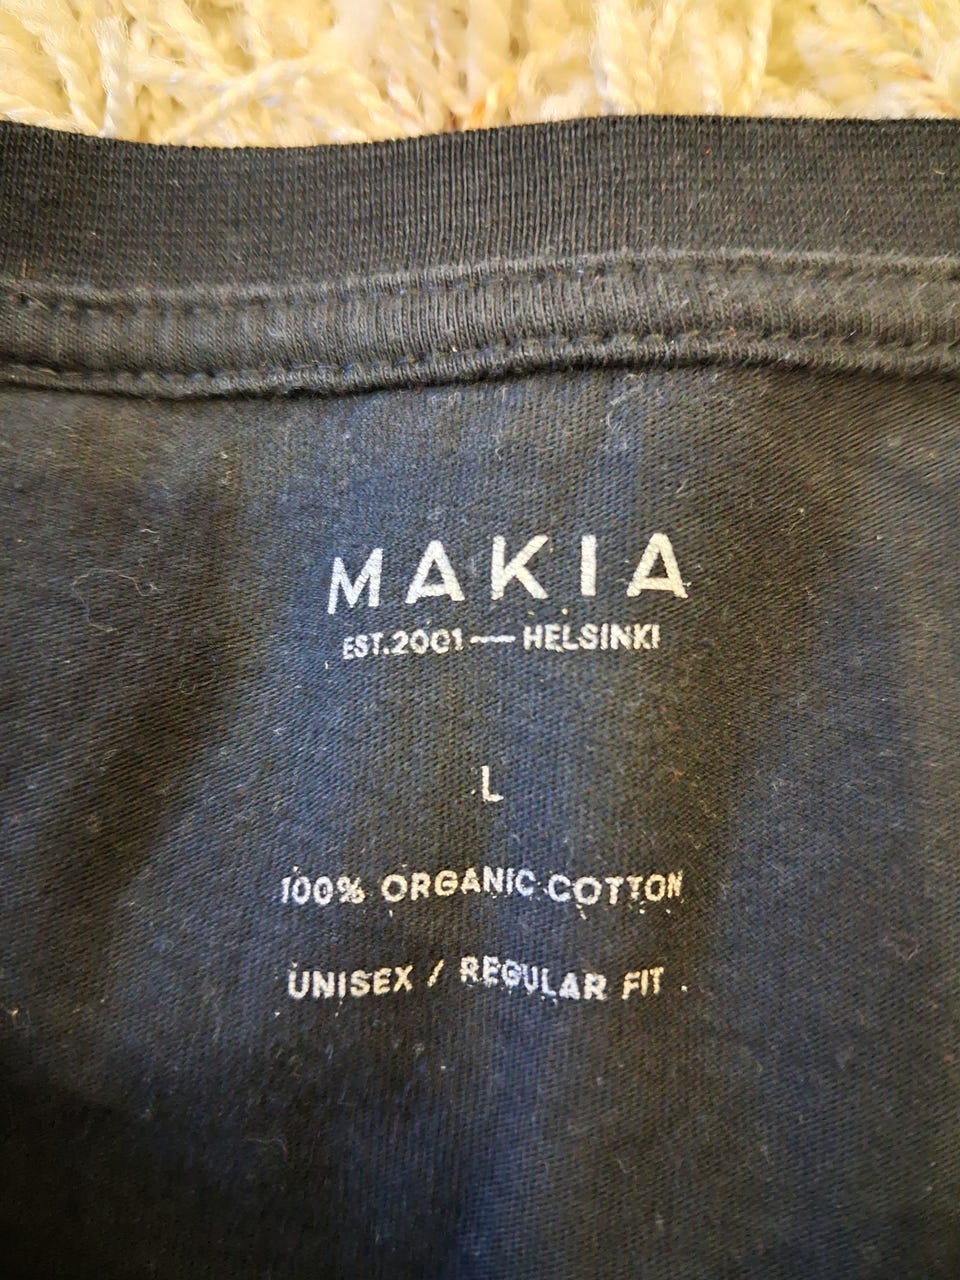 MAKIA
EST.2001 — HELSINKI
L
100% ORGANIC COTTON
UNISEX / REGULAR FIT